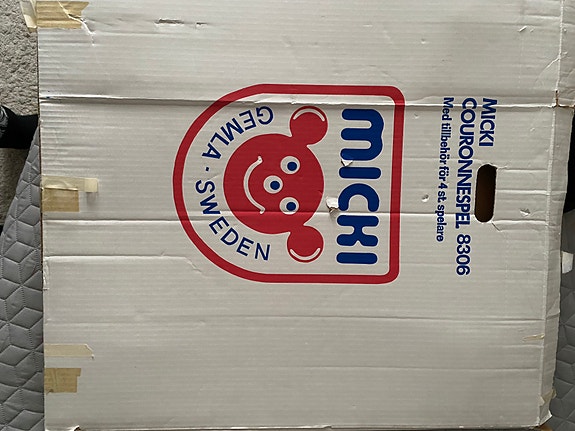 MICKI
COURONNESPEL 8306
Med tillbehör för 4 st. spelare
MICKI
GEMLA - SWEDEN